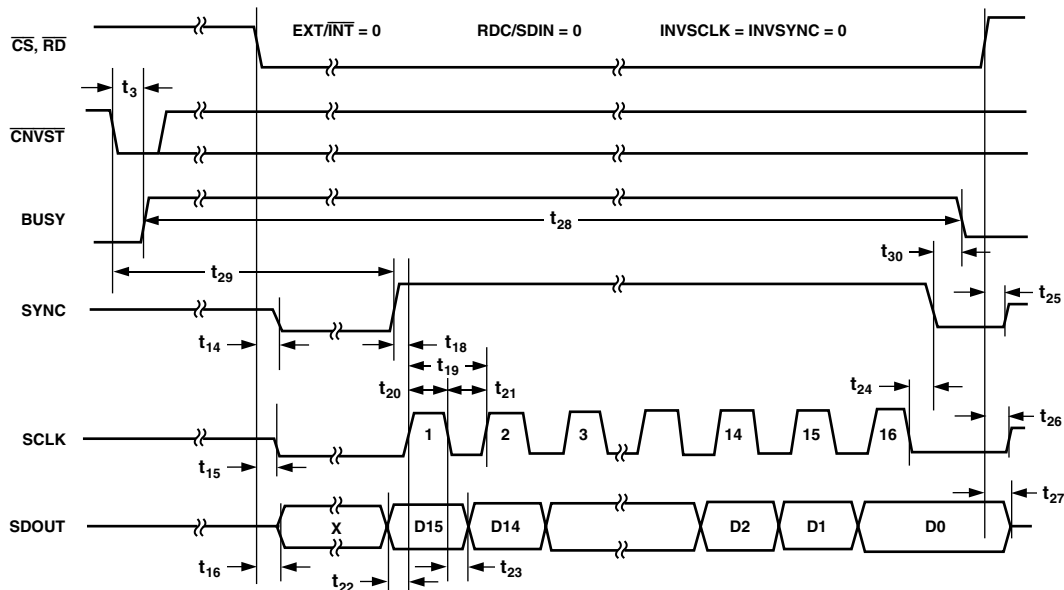 EXT/INT = 0 RDC/SDIN = 0 INVSCLK = INVSYNC = 0
CS, RD
t3
CNVST
BUSY
t28
t30
t29
SYNC
t25
t14
t18
t19
t20
t21
t24
t26
SCLK
1 2 3 14 15 16
t15
t27
SDOUT
X D15 D14 D2 D1 D0
t16
t22
t23